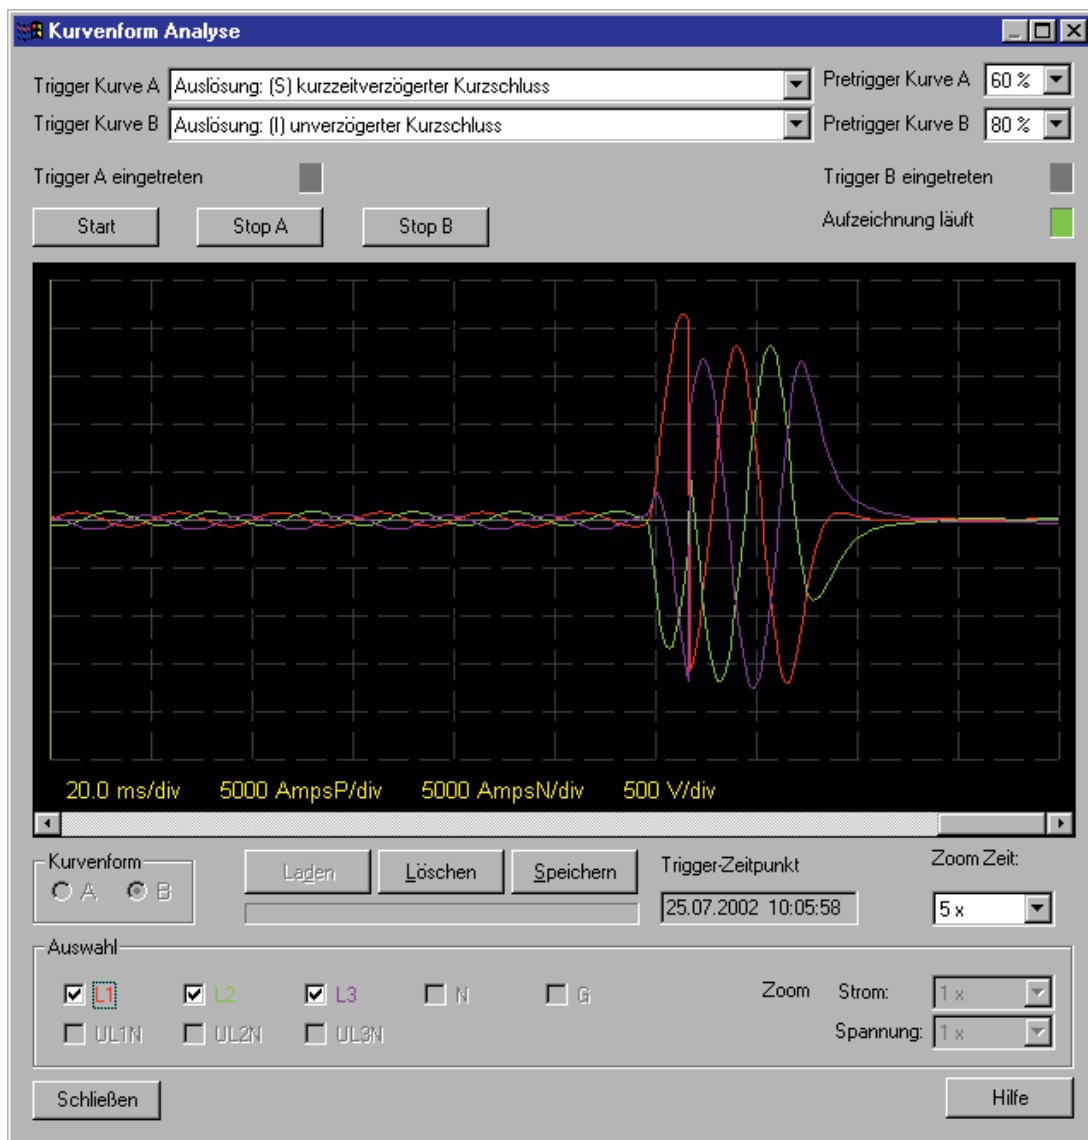 Kurvenform Analyse
Trigger Kurve A Auslösung: (S) kurzzeitverzögerter Kurzschluss Pretrigger Kurve A 60 %
Trigger Kurve B Auslösung: (I) unverzögerter Kurzschluss Pretrigger Kurve B 80 %
Trigger A eingetreten Trigger B eingetreten
Start Stop A Stop B Aufzeichnung läuft
20.0 ms/div 5000 AmpsP/div 5000 AmpsN/div 500 V/div
Kurvenform Laden Löschen Speichern Trigger-Zeitpunkt Zoom Zeit:
A B 25.07.2002 10:05:58 5 x
Auswahl
L1 L2 L3 N G Zoom Strom: 1 x
UL1N UL2N UL3N Spannung: 1 x
Schließen Hilfe